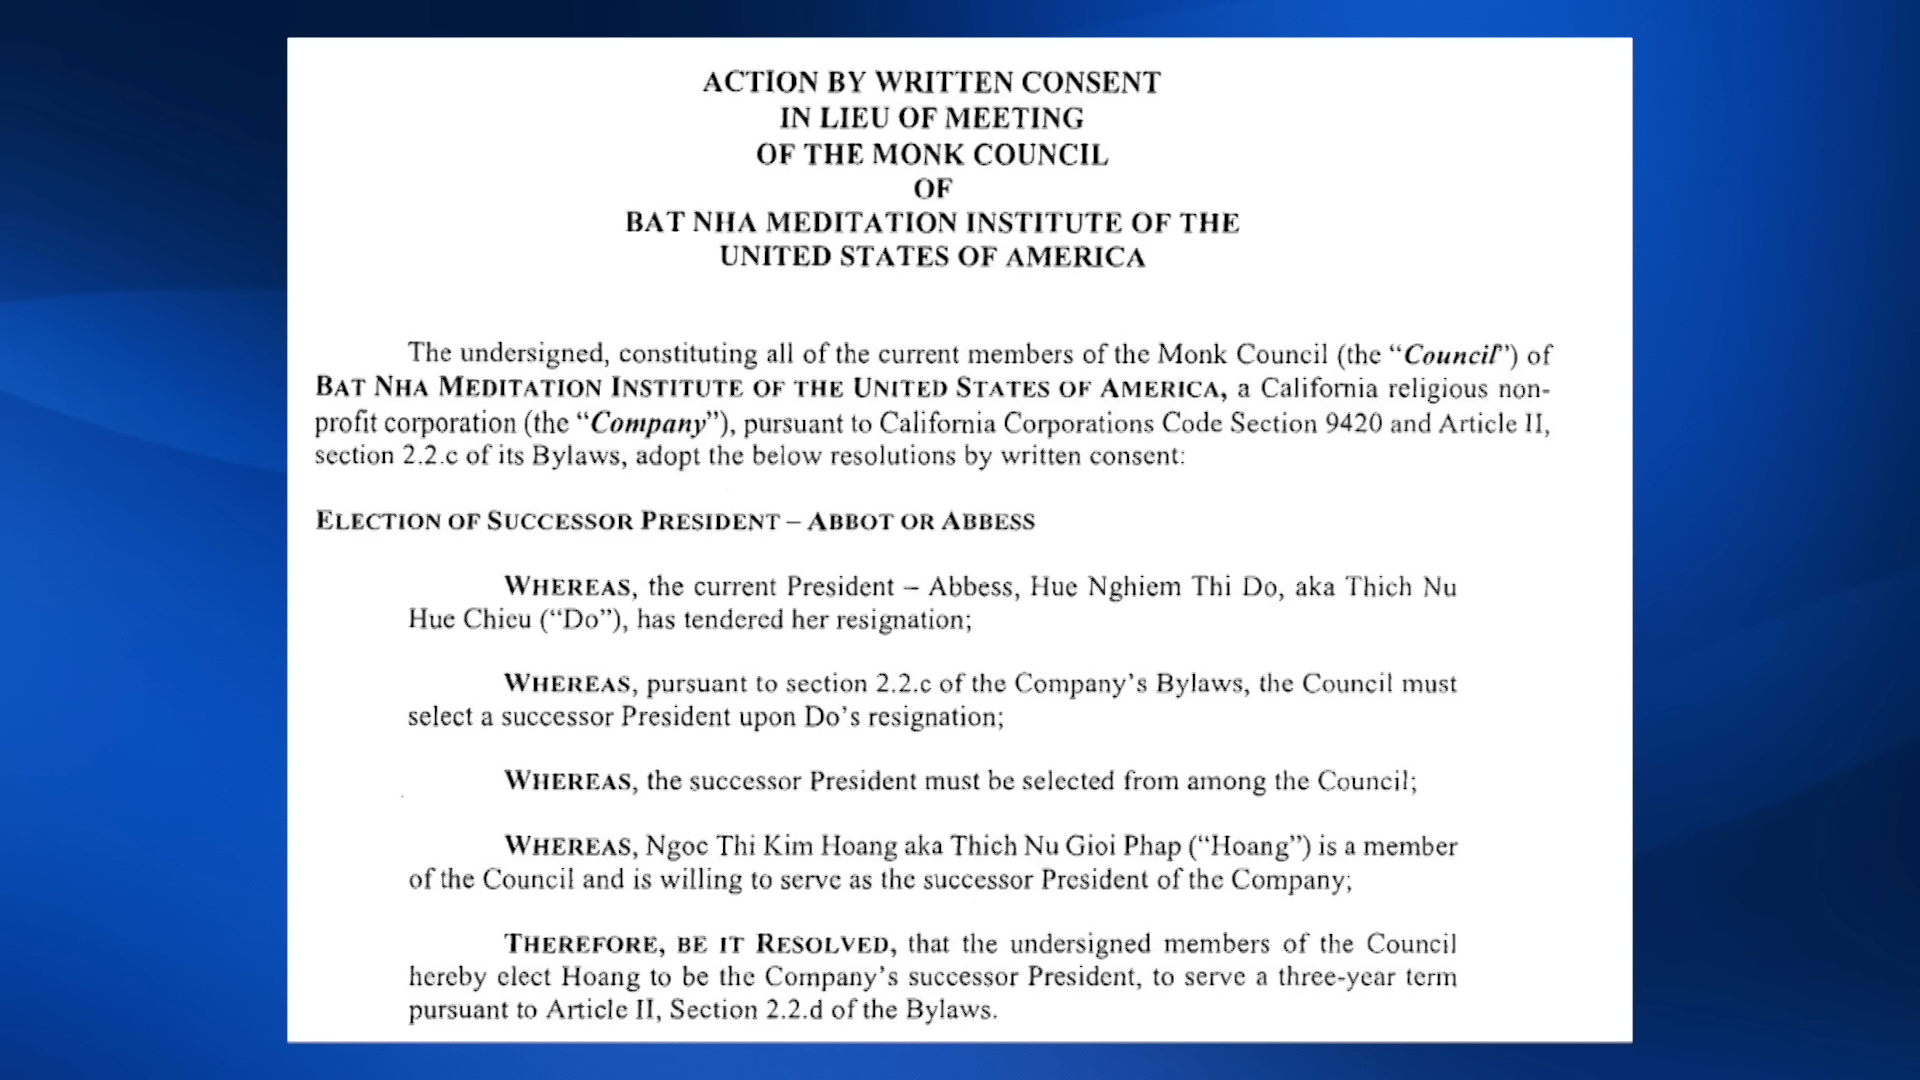 ACTION BY WRITTEN CONSENT
IN LIEU OF MEETING
OF THE MONK COUNCIL
OF
BAT NHA MEDITATION INSTITUTE OF THE
UNITED STATES OF AMERICA
The undersigned, constituting all of the current members of the Monk Council (the “Council”) of
BAT NHA MEDITATION INSTITUTE OF THE UNITED STATES OF AMERICA, a California religious non-
profit corporation (the “Company”), pursuant to California Corporations Code Section 9420 and Article II,
section 2.2.c of its Bylaws, adopt the below resolutions by written consent:
ELECTION OF SUCCESSOR PRESIDENT – ABBOT OR ABBESS
WHEREAS, the current President – Abbess, Hue Nghiem Thi Do, aka Thich Nu
Hue Chieu (“Do”), has tendered her resignation;
WHEREAS, pursuant to section 2.2.c of the Company’s Bylaws, the Council must
select a successor President upon Do’s resignation;
WHEREAS, the successor President must be selected from among the Council;
WHEREAS, Ngoc Thi Kim Hoang aka Thich Nu Gioi Phap (“Hoang”) is a member
of the Council and is willing to serve as the successor President of the Company;
THEREFORE, BE IT RESOLVED, that the undersigned members of the Council
hereby elect Hoang to be the Company’s successor President, to serve a three-year term
pursuant to Article II, Section 2.2.d of the Bylaws.